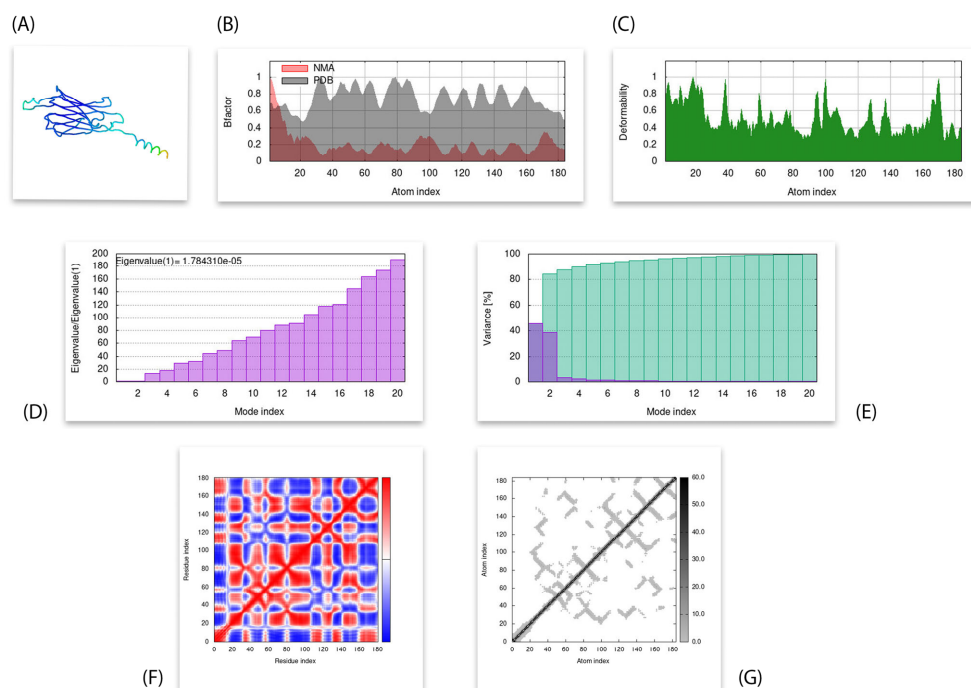 (A)
(B)
(C)
NMA
PDB
Bfactor
1
0.8
0.6
0.4
0.2
0
20 40 60 80 100 120 140 160 180
Atom index
Deformability
1
0.8
0.6
0.4
0.2
0
20 40 60 80 100 120 140 160 180
Atom index
Eigenvalue(1)= 1.784310e-05
Eigenvalue/Eigenvalue(1)
200
180
160
140
120
100
80
60
40
20
0
2 4 6 8 10 12 14 16 18 20
Mode index
(D)
Variance [%]
100
80
60
40
20
0
2 4 6 8 10 12 14 16 18 20
Mode index
(E)
Residue index
180
160
140
120
100
80
60
40
20
0
0 20 40 60 80 100 120 140 160 180
Residue index
(F)
Atom index
180
160
140
120
100
80
60
40
20
0
0 20 40 60 80 100 120 140 160 180
Atom index
60.0
50.0
40.0
30.0
20.0
10.0
0.0
(G)